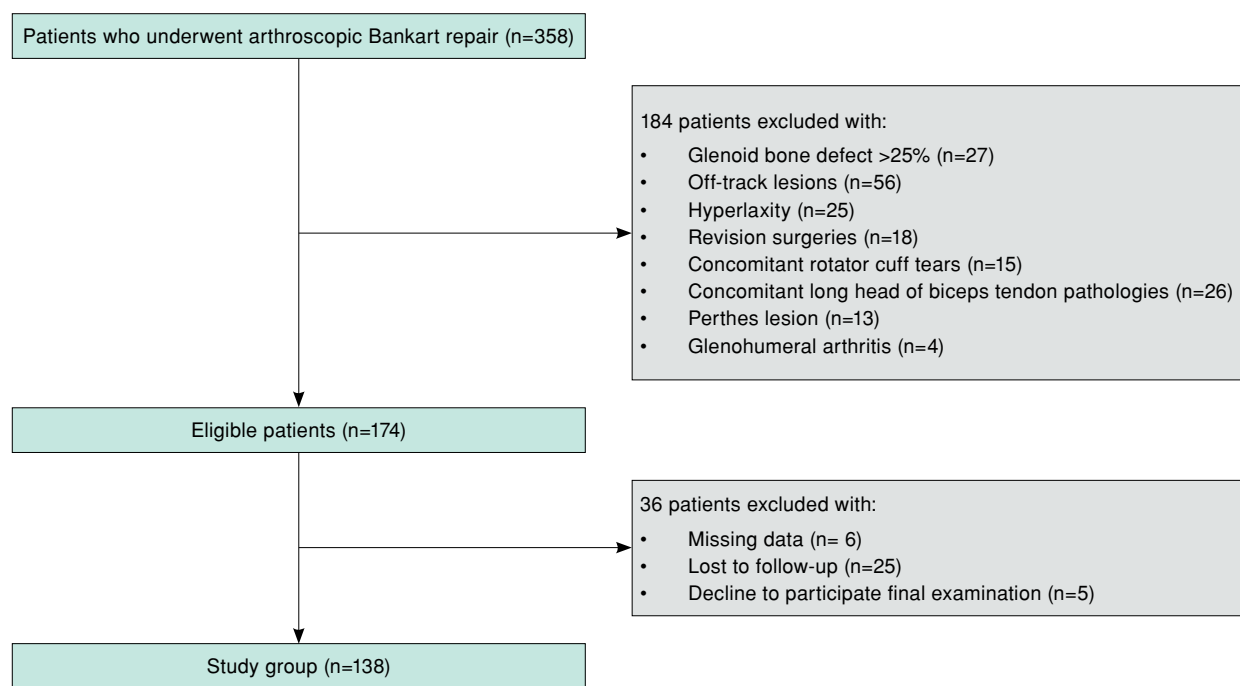 Patients who underwent arthroscopic Bankart repair (n=358)
184 patients excluded with:
• Glenoid bone defect >25% (n=27)
• Off-track lesions (n=56)
• Hyperlaxity (n=25)
• Revision surgeries (n=18)
• Concomitant rotator cuff tears (n=15)
• Concomitant long head of biceps tendon pathologies (n=26)
• Perthes lesion (n=13)
• Glenohumeral arthritis (n=4)
Eligible patients (n=174)
36 patients excluded with:
• Missing data (n= 6)
• Lost to follow-up (n=25)
• Decline to participate final examination (n=5)
Study group (n=138)